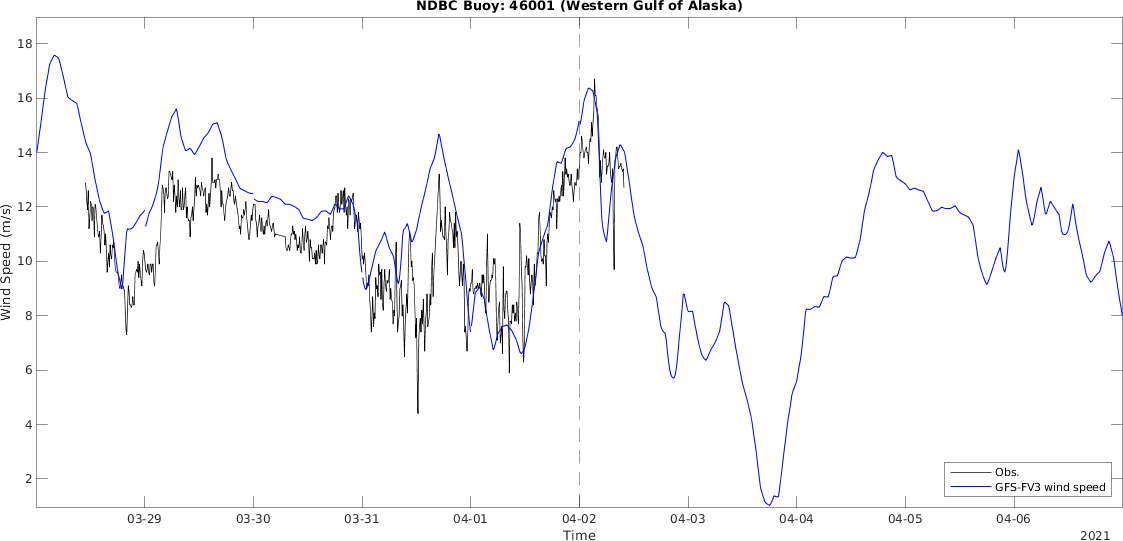 NDBC Buoy: 46001 (Western Gulf of Alaska)
18
16
14
12
10
8
6
4
2
Wind Speed (m/s)
Obs.
GFS-FV3 wind speed
03-29 03-30 03-31 04-01 04-02 04-03 04-04 04-05 04-06
Time
2021